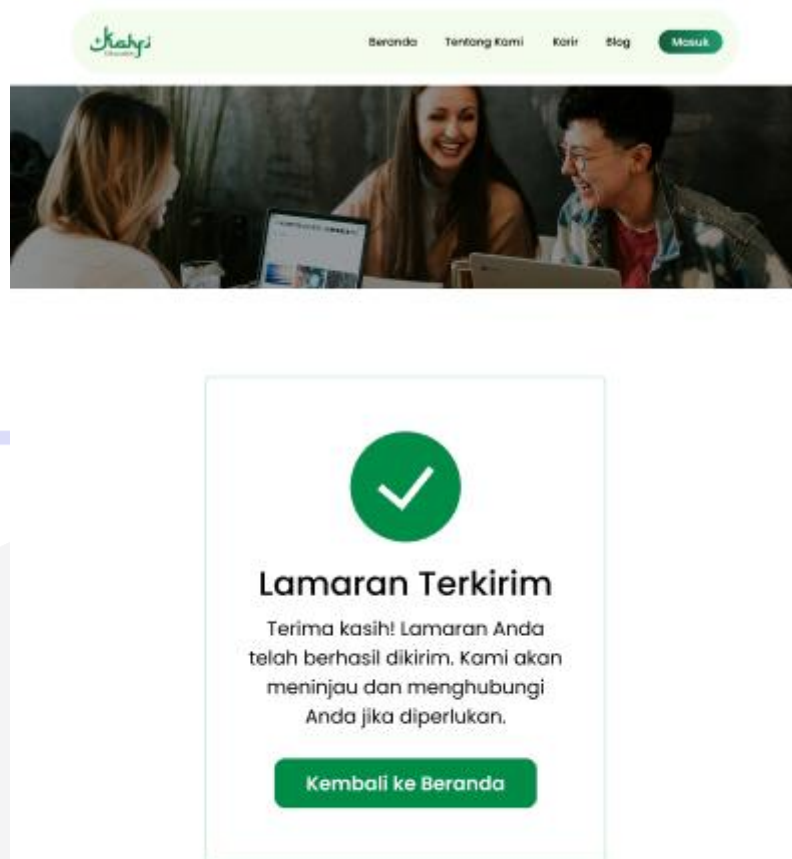 Kahfi
Beranda Tentang Kami Karir Blog Masuk
Lamaran Terkirim
Terima kasih! Lamaran Anda
telah berhasil dikirim. Kami akan
meninjau dan menghubungi
Anda jika diperlukan.
Kembali ke Beranda